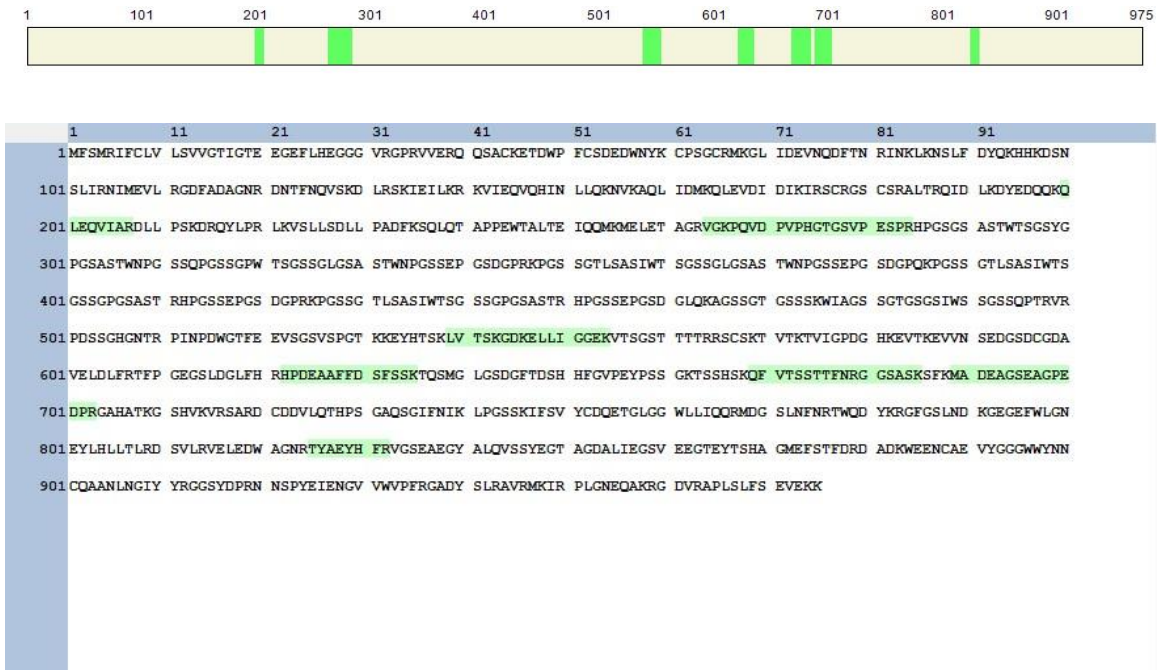 1 101 201 301 401 501 601 701 801 901 975
1 11 21 31 41 51 61 71 81 91
1 MFSMRIFCLV LSVVGTIGTE EGEFLHEGGG VRGPRVVERQ QSACKETDWP FCSDEDWNYK CPSGCRMKGL IDEVNQDFTN RINKLKNSLF DYQKHHKDSN
101 SLIRNIMEVL RGDFADAGNR DNTFNQVSKD LRSKIEILKR KVIEQVQHIN LLQKNVKAQL IDMKQLEVDI DIKIRSCRGS CSRALTRQID LKDYEDQQKQ
201 LEQVIARDLL PSKDRQYLPR LKVSLLSDLL PADFKSQLQT APPEWTALTE IQQMKMELET AGRVGKPQVD PVPHGTGSVP ESPRHPGSGS ASTWTSGSYG
301 PGSASTWNPG SSQPGSSGPW TSGSSGLGSA STWNPGSSEP GSDGPRKPGS SGTLSASIWT SGSSGLGSAS TWNPGSSEPG SDGPQKPGSS GTLSASIWTS
401 GSSGPGSAST RHPGSSEPGS DGPRKPGSSG TLSASIWTSG SSGPGSASTR HPGSSEPGSD GLQKAGSSGT GSSSKWIAGS SGTGSGSIWS SGSSQPTRVR
501 PDSSGHGNTR PINPDWGTFE EVSGSVSPGT KKEYHTSKLV TSKGDKELLI GGEKVTSGST TTTRRSCSKT VTKTVIGPDG HKEVTKEVVN SEDGSDCGDA
601 VELDLFRTFP GEGSLDGLFH RHPDEAAFFD SFSSKTQSMG LGSDGFTDSH HFGVPEYPSS GKTSSHSKQF VTSSTTFNRG GSASKSFKMA DEAGSEAGPE
701 DPRGAHATKG SHVKVRSARD CDDVLQTHPS GAQSGIFNIK LPGSSKIFSV YCDQETGLGG WLLIQQRMDG SLNFNRTWQD YKRGFGSLND KGEGEFWLGN
801 EYLHLLTLRD SVLRVELEDW AGNRTYAEYH FRVGSEAEGY ALQVSSYEGT AGDALIEGSV EEGTEYTSHA GMEFSTFDRD ADKWEENCAE VYGGGWWYNN
901 CQAANLNGIY YRGGSYDPRN NSPYEIENGV VWVPFRGADY SLRAVRMKIR PLGNEQAKRG DVRAPLSLFS EVEKK